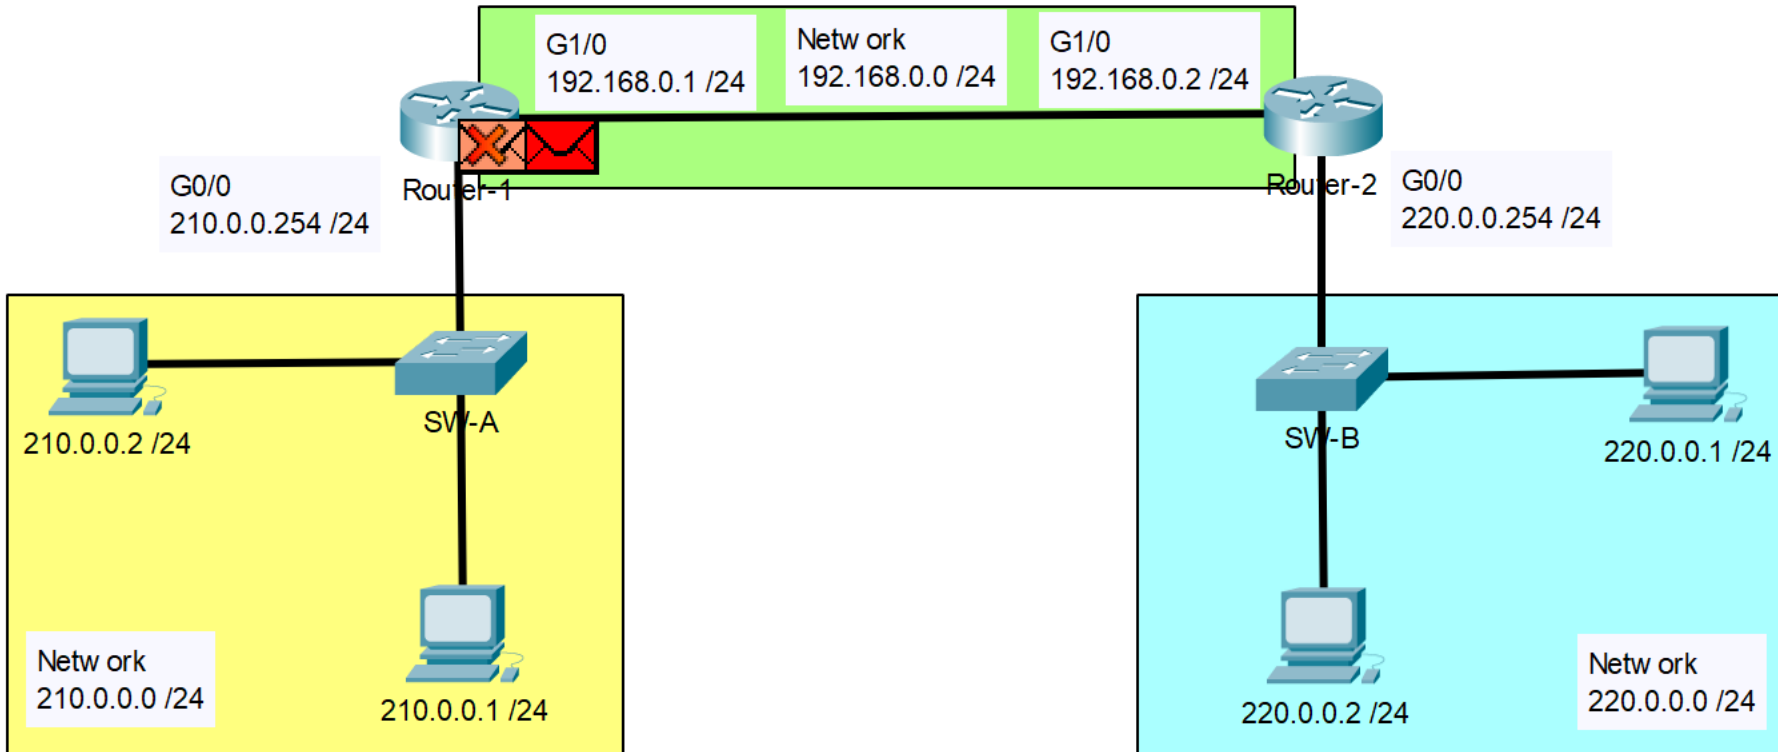 G1/0
192.168.0.1 /24
Netw ork
192.168.0.0 /24
G1/0
192.168.0.2 /24
Router-1
Router-2
G0/0
210.0.0.254 /24
G0/0
220.0.0.254 /24
SW-A
210.0.0.2 /24
SW-B
220.0.0.1 /24
Netw ork
210.0.0.0 /24
210.0.0.1 /24
220.0.0.2 /24
Netw ork
220.0.0.0 /24